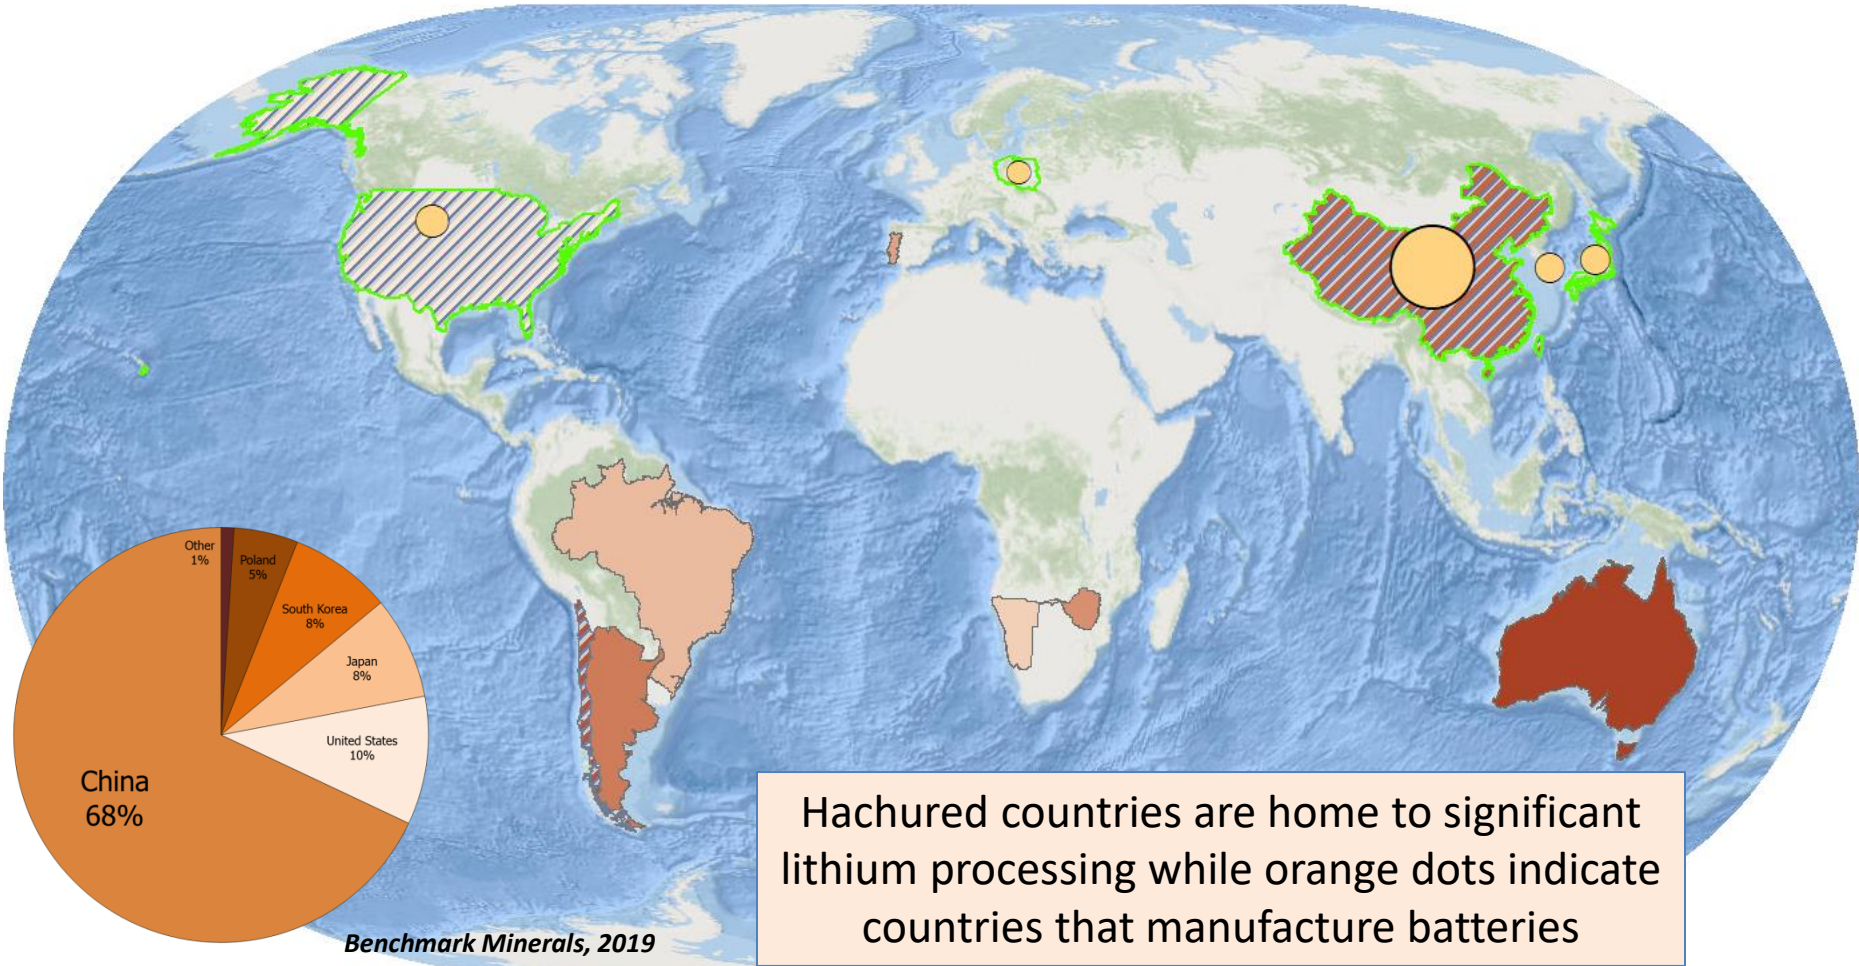 Other
1%
Poland
5%
South Korea
8%
Japan
8%
United States
10%
China
68%
Benchmark Minerals, 2019
Hachured countries are home to significant
lithium processing while orange dots indicate
countries that manufacture batteries